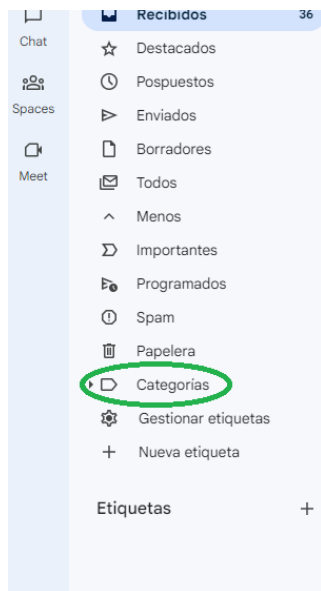 Recibidos 36
Chat
Destacados
Pospuestos
Spaces
Enviados
Borradores
Meet
Todos
Menos
Importantes
Programados
Spam
Papelera
Categorías
Gestionar etiquetas
Nueva etiqueta
Etiquetas